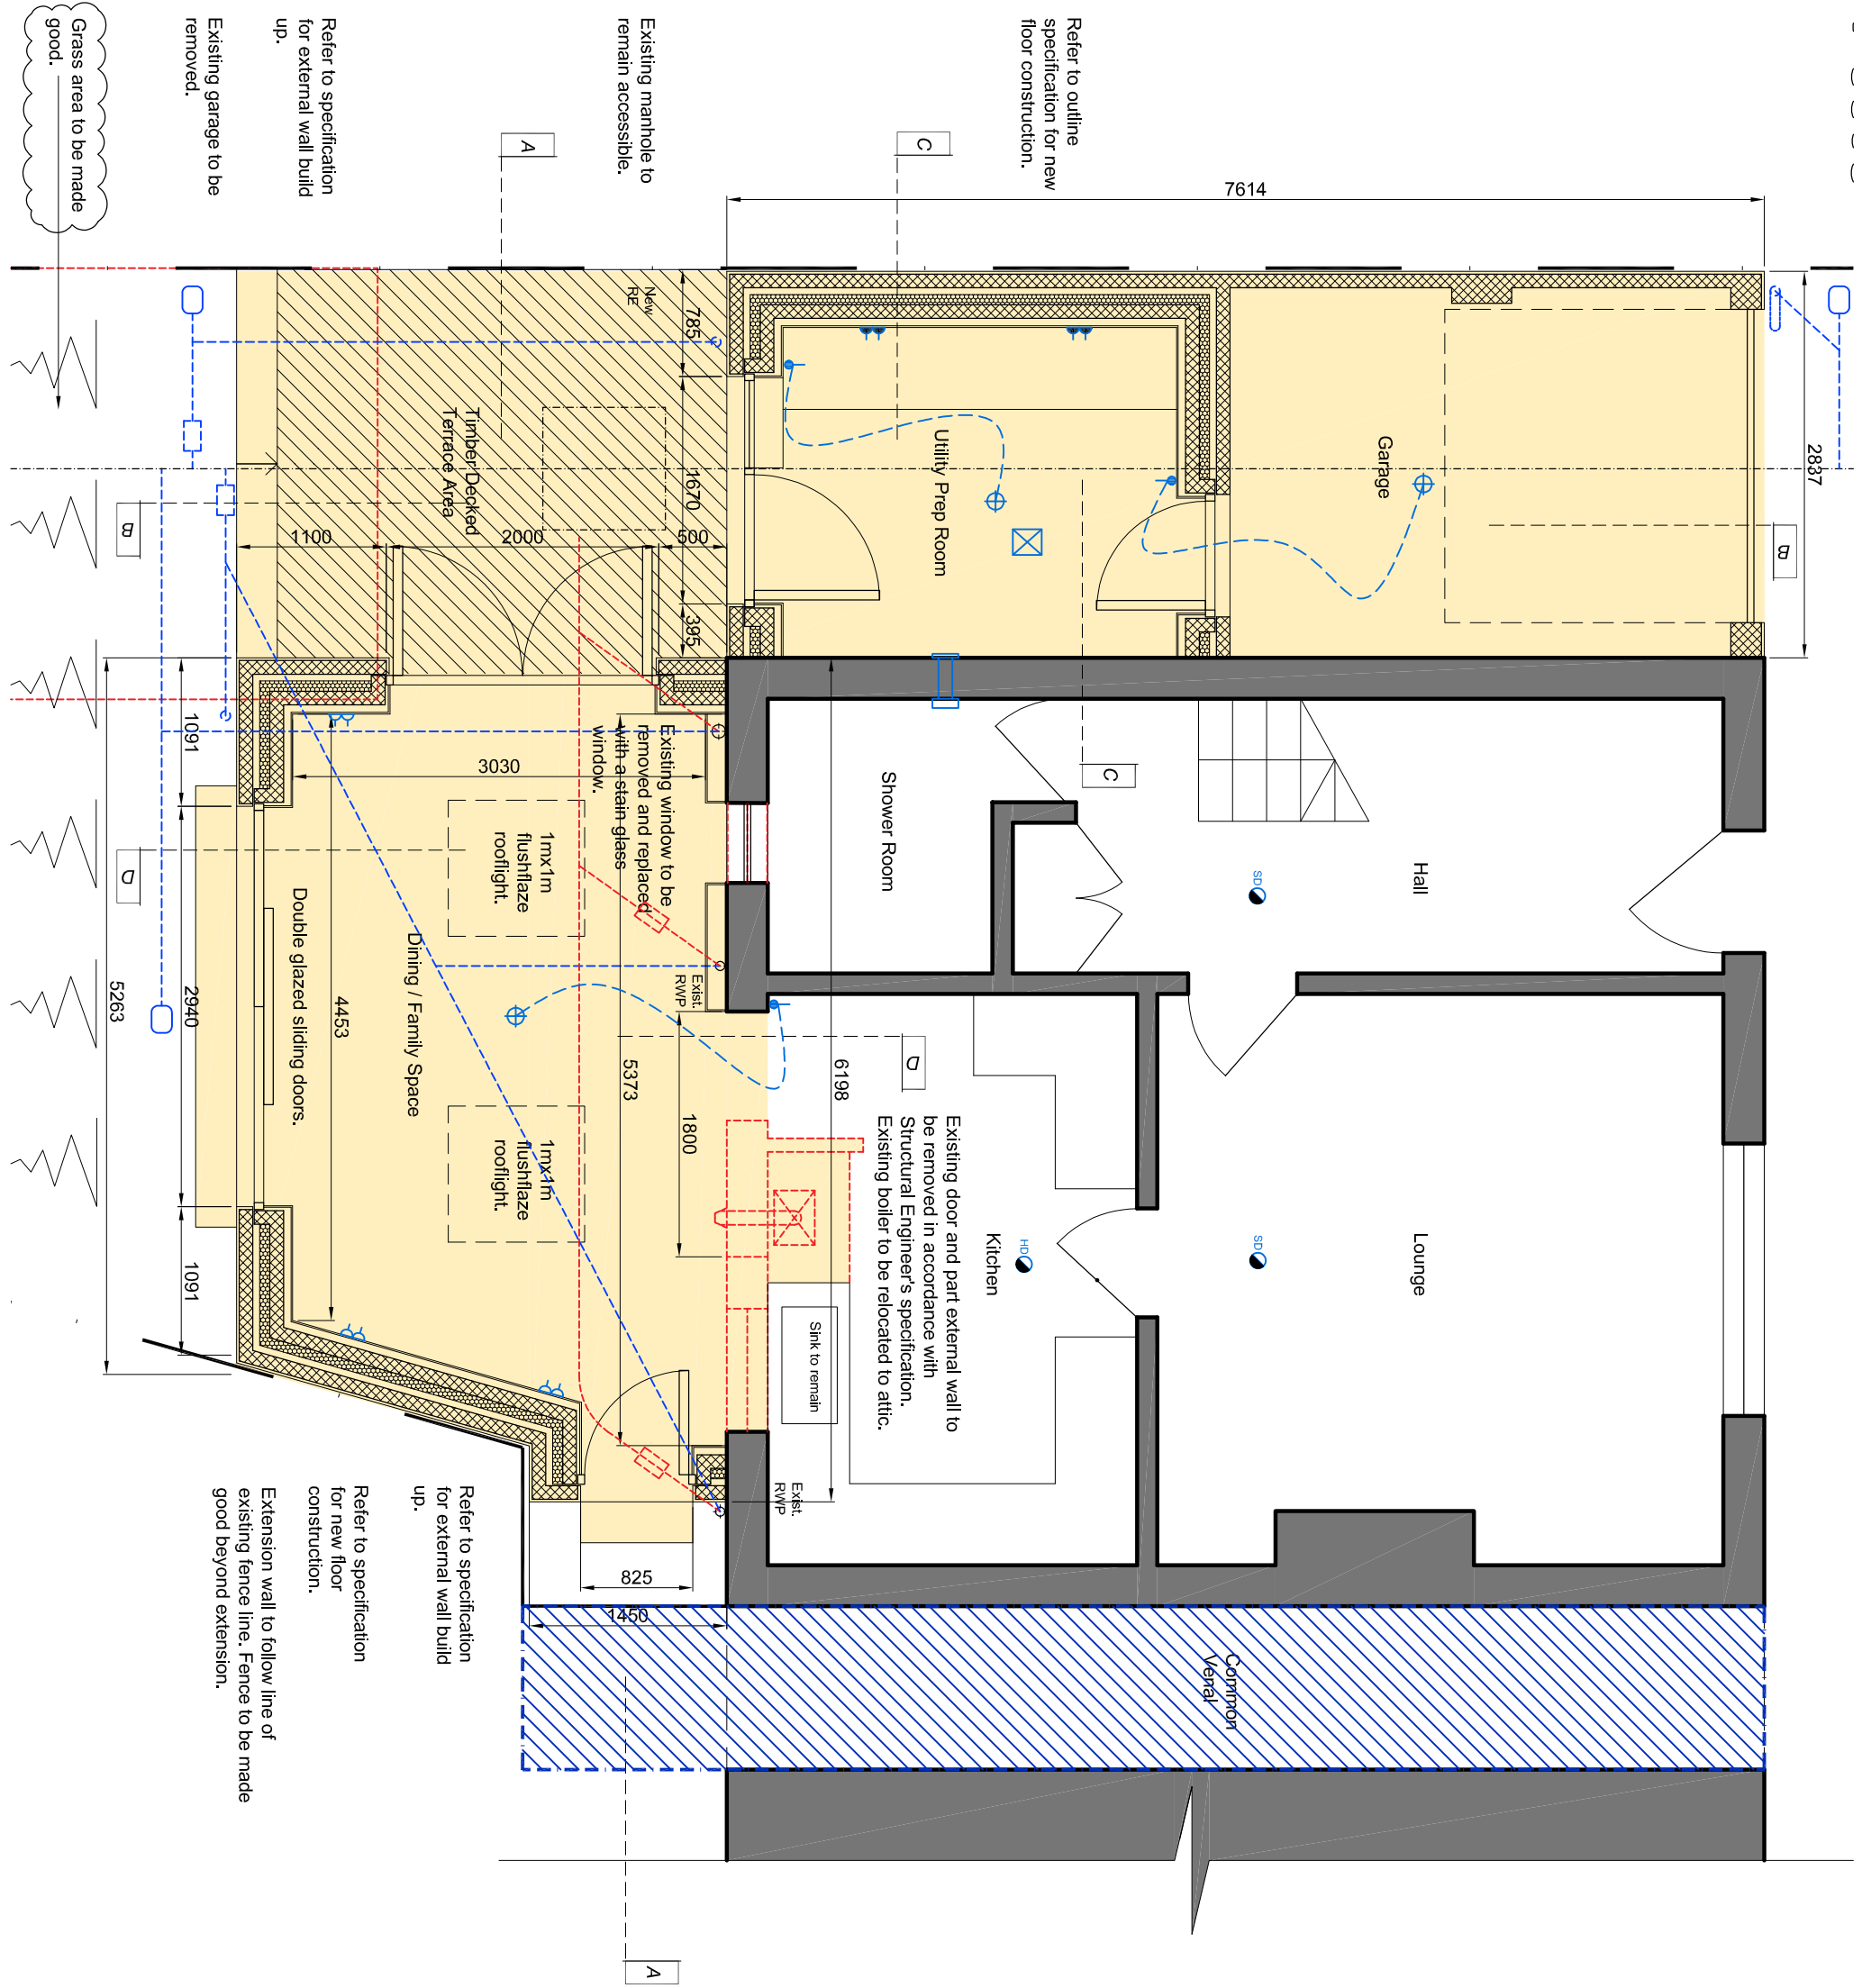 Grass area to be made
good.
Existing garage to be
removed.
Refer to specification
for external wall build
up.
Existing manhole to
remain accessible.
Refer to outline
specification for new
floor construction.
A
C
7614
2837
B
B
Garage
Utility Prep Room
New
RE
785
1670
395
Timber Decked
Terrace Area
1100
2000
500
C
Shower Room
Hall
SD
Lounge
SD
Kitchen
HD
Existing window to be
removed and replaced
with a stain glass
window.
3030
1mx1m
flushflaze
rooflight.
1mx1m
flushflaze
rooflight.
Dining / Family Space
Double glazed sliding doors.
Exist.
RWP
D
D
4453
5373
6198
1800
1091
2940
1091
5263
Existing door and part external wall to
be removed in accordance with
Structural Engineer's specification.
Existing boiler to be relocated to attic.
Sink to remain
Exist.
RWP
825
1450
Common
Venal
Refer to specification
for external wall build
up.
Refer to specification
for new floor
construction.
Extension wall to follow line of
existing fence line. Fence to be made
good beyond extension.
A